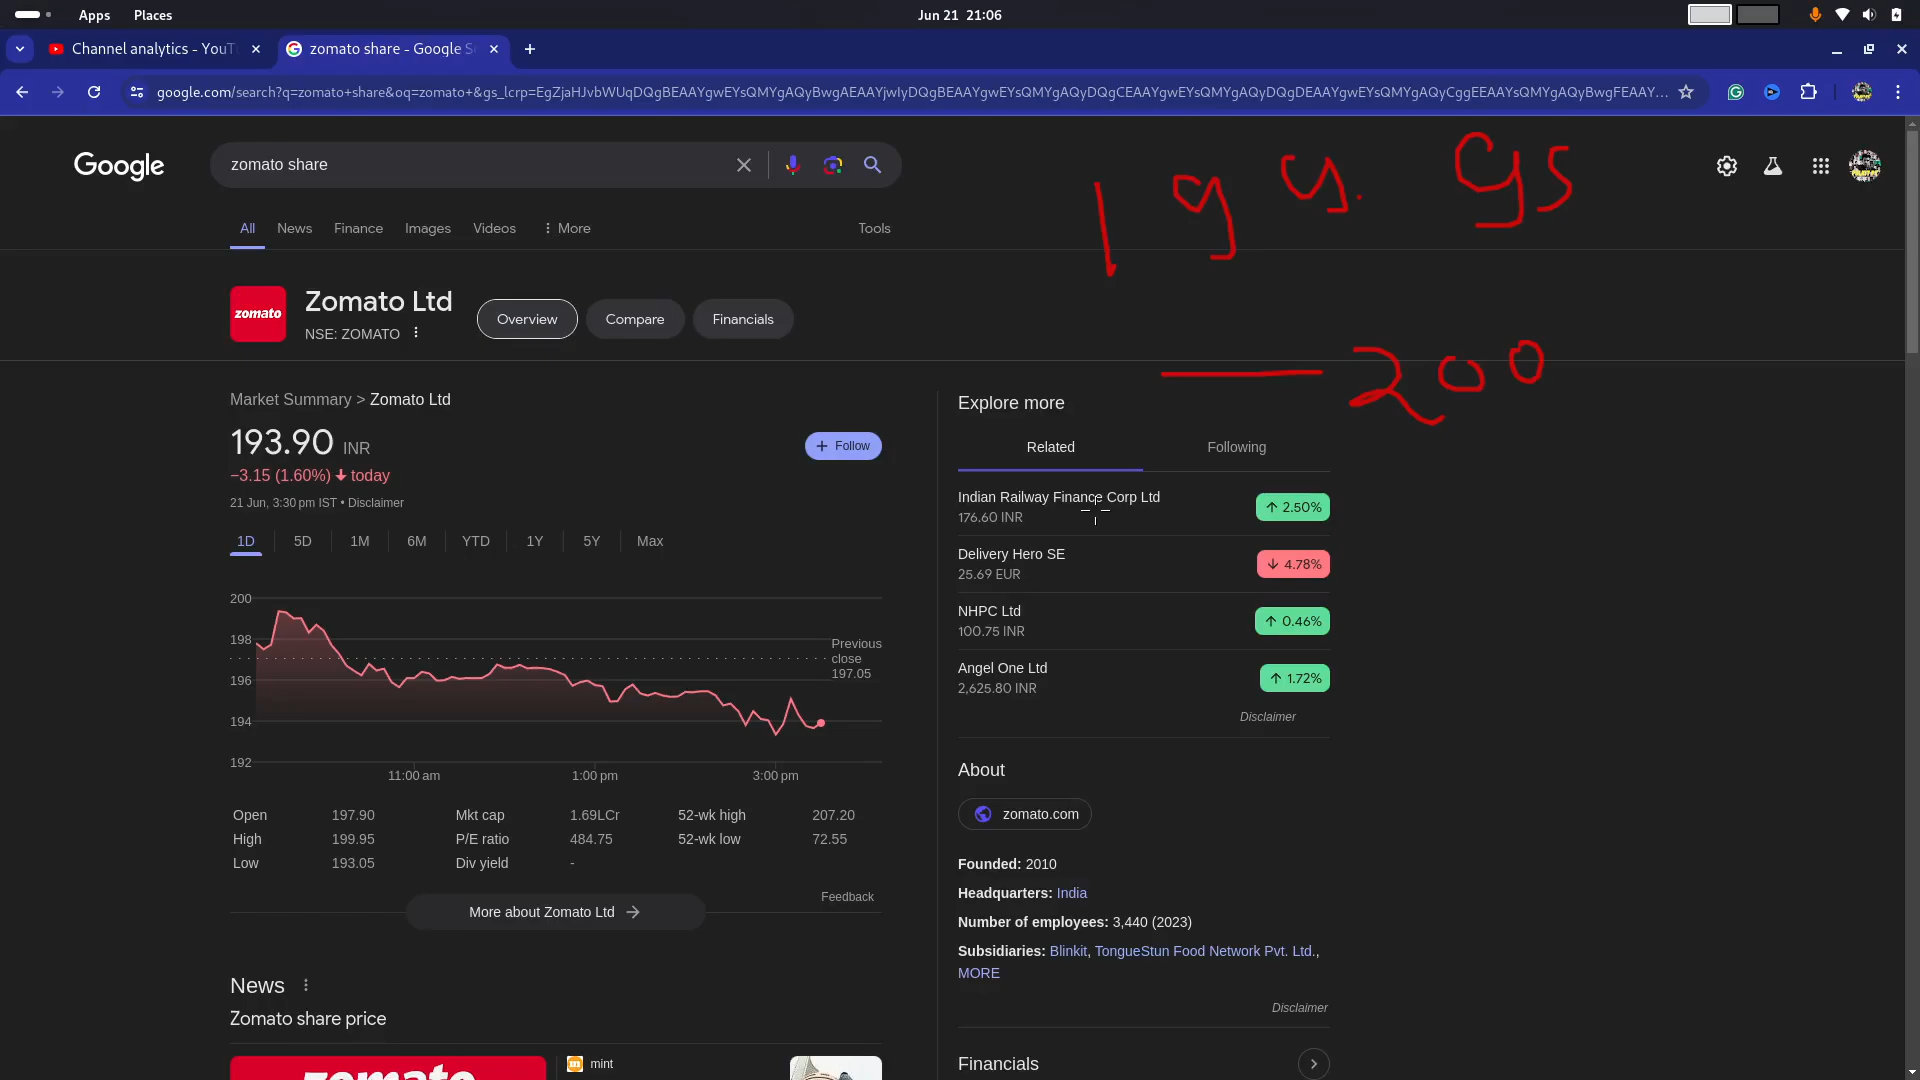 Apps Places Jun 21 21:06
Channel analytics - YouT zomato share - Google S
google.com/search?q=zomato+share&oq=zomato+&gs_lcrp=EgZjaHJvbWUqDQgBEAAYgwEYsQMYgAQyBwgAEAAYjwIyDQgBEAAYgwEYsQMYgAQyDQgCEAAYgwEYsQMYgAQyDQgDEAAYgwEYsQMYgAQyCggEEAAYsQMYgAQyBwgFEAAY...
Google zomato share
All News Finance Images Videos More Tools
zomato
Zomato Ltd
NSE: ZOMATO
Overview Compare Financials
200
Market Summary > Zomato Ltd
193.90 INR
Follow
−3.15 (1.60%) today
21 Jun, 3:30 pm IST • Disclaimer
1D 5D 1M 6M YTD 1Y 5Y Max
200
198
196
194
192
Previous
close
197.05
11:00 am 1:00 pm 3:00 pm
Open 197.90 Mkt cap 1.69LCr 52-wk high 207.20
High 199.95 P/E ratio 484.75 52-wk low 72.55
Low 193.05 Div yield -
Feedback
More about Zomato Ltd
News
Zomato share price
zomato
m mint
Explore more
Related Following
Indian Railway Finance Corp Ltd
176.60 INR
2.50%
Delivery Hero SE
25.69 EUR
4.78%
NHPC Ltd
100.75 INR
0.46%
Angel One Ltd
2,625.80 INR
1.72%
Disclaimer
About
zomato.com
Founded: 2010
Headquarters: India
Number of employees: 3,440 (2023)
Subsidiaries: Blinkit, TongueStun Food Network Pvt. Ltd.,
MORE
Disclaimer
Financials